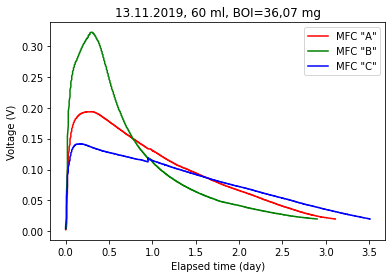 13.11.2019, 60 ml, BOI=36,07 mg
MFC "A"
MFC "B"
MFC "C"
Voltage (V)
0.30
0.25
0.20
0.15
0.10
0.05
0.00
0.0 0.5 1.0 1.5 2.0 2.5 3.0 3.5
Elapsed time (day)